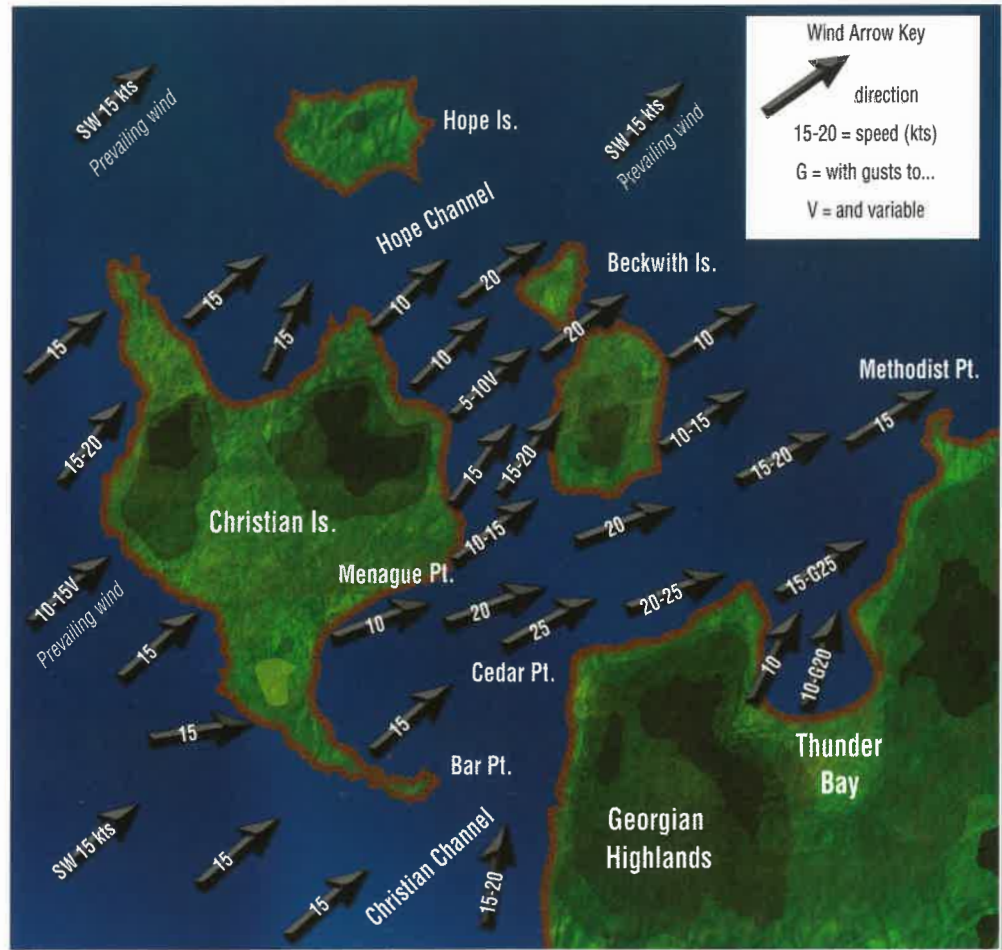 Wind Arrow Key
direction
15-20 = speed (kts)
G = with gusts to...
V = and variable
SW 15 kts
Prevailing wind
SW 15 kts
Prevailing wind
Hope Is.
Hope Channel
Beckwith Is.
Methodist Pt.
15
15
15
10
20
10
5-10V
20
10
15-20
15
15-20
10-15
15-20
15
Christian Is.
10-15
20
Menague Pt.
10-15V
Prevailing wind
15
10
20
25
20-25
15-G25
10
10-G20
Cedar Pt.
15
15
Bar Pt.
Thunder
Bay
Georgian
Highlands
SW 15 kts
15
15
Christian Channel
15-20